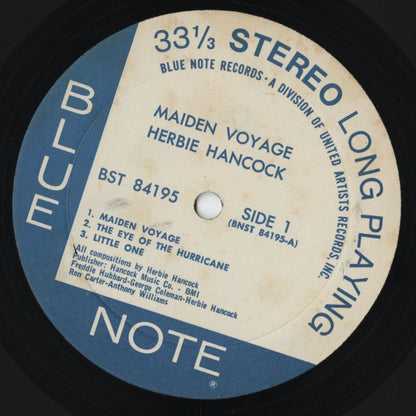 33 1/3 STEREO LONG PLAYING
BLUE NOTE RECORDS • A DIVISION OF UNITED ARTISTS RECORDS, INC.
MAIDEN VOYAGE
HERBIE HANCOCK
BST 84195
SIDE 1
(BNST 84195-A)
1. MAIDEN VOYAGE
2. THE EYE OF THE HURRICANE
3. LITTLE ONE
All compositions by Herbie Hancock
Publisher: Hancock Music Co. - BMI
Freddie Hubbard-George Coleman-Herbie Hancock
Ron Carter-Anthony Williams
BLUE
NOTE
®